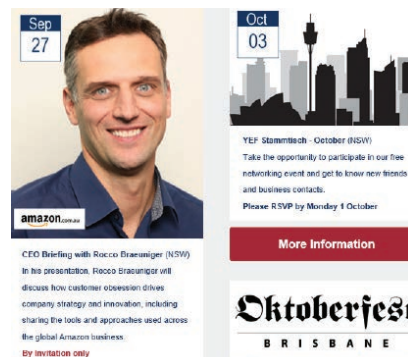 Sep
27
amazon.com.au
CEO Briefing with Rocco Braeuniger (NSW)
In his presentation, Rocco Braeuniger will
discuss how customer obsession drives
company strategy and innovation, including
sharing the tools and approaches used across
the global Amazon business.
By invitation only
Oct
03
YEF Stammtisch - October (NSW)
Take the opportunity to participate in our free
networking event and get to know new friends
and business contacts.
Please RSVP by Monday 1 October
More Information
Oktoberfes
BRISBANE